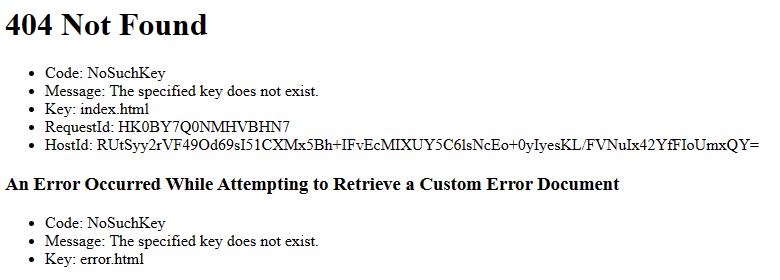 404 Not Found
Code: NoSuchKey
Message: The specified key does not exist.
Key: index.html
RequestId: HK0BY7Q0NMHVBHN7
HostId: RUtSyy2rVF49Od69sI51CXMx5Bh+IFvEcMIXUY5C6lsNcEo+0yIyesKL/FVNuIx42YfFIoUmxQY=
An Error Occurred While Attempting to Retrieve a Custom Error Document
Code: NoSuchKey
Message: The specified key does not exist.
Key: error.html